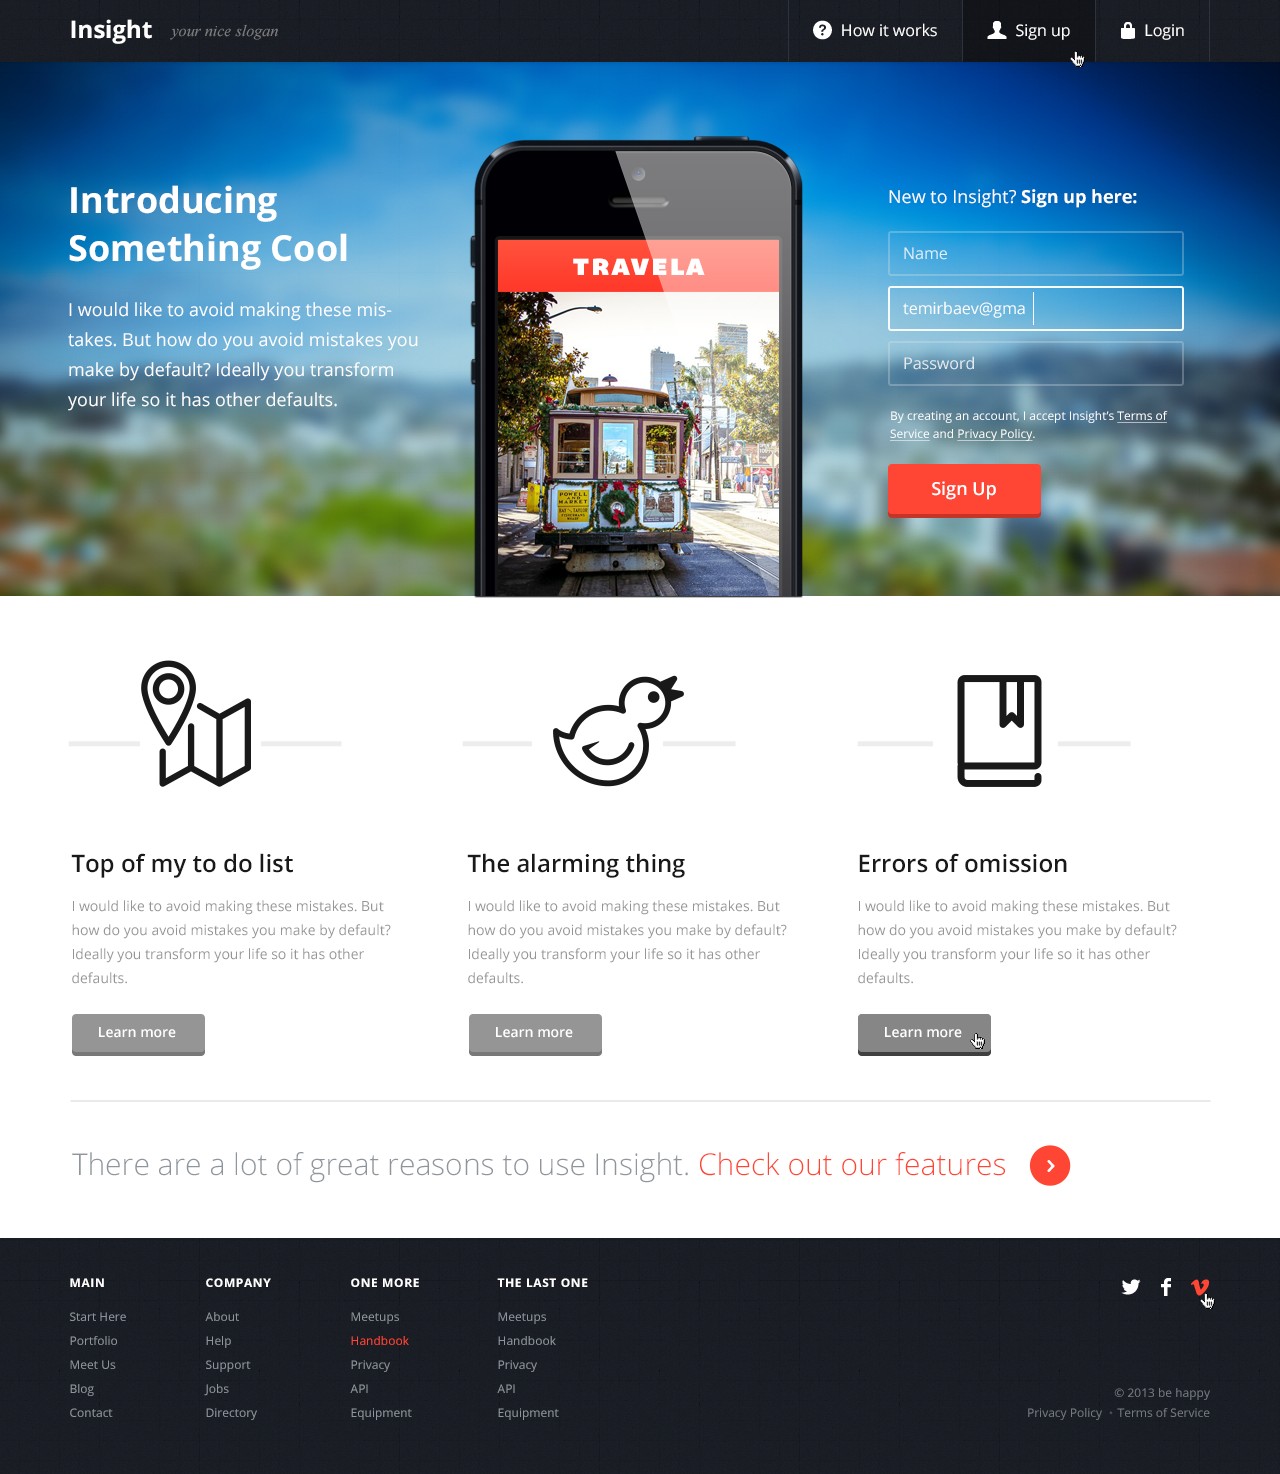 Insight your nice slogan
How it works
Sign up
Login
Introducing
Something Cool
I would like to avoid making these mis-
takes. But how do you avoid mistakes you
make by default? Ideally you transform
your life so it has other defaults.
TRAVELA
POWELL
AND
MARKET
BAY and TAYLOR
New to Insight? Sign up here:
Name
temirbaev@gma
Password
By creating an account, I accept Insight's Terms of
Service and Privacy Policy.
Sign Up
Top of my to do list
I would like to avoid making these mistakes. But
how do you avoid mistakes you make by default?
Ideally you transform your life so it has other
defaults.
Learn more
The alarming thing
I would like to avoid making these mistakes. But
how do you avoid mistakes you make by default?
Ideally you transform your life so it has other
defaults.
Learn more
Errors of omission
I would like to avoid making these mistakes. But
how do you avoid mistakes you make by default?
Ideally you transform your life so it has other
defaults.
Learn more
There are a lot of great reasons to use Insight. Check out our features
MAIN
Start Here
Portfolio
Meet Us
Blog
Contact
COMPANY
About
Help
Support
Jobs
Directory
ONE MORE
Meetups
Handbook
Privacy
API
Equipment
THE LAST ONE
Meetups
Handbook
Privacy
API
Equipment
© 2013 be happy
Privacy Policy • Terms of Service